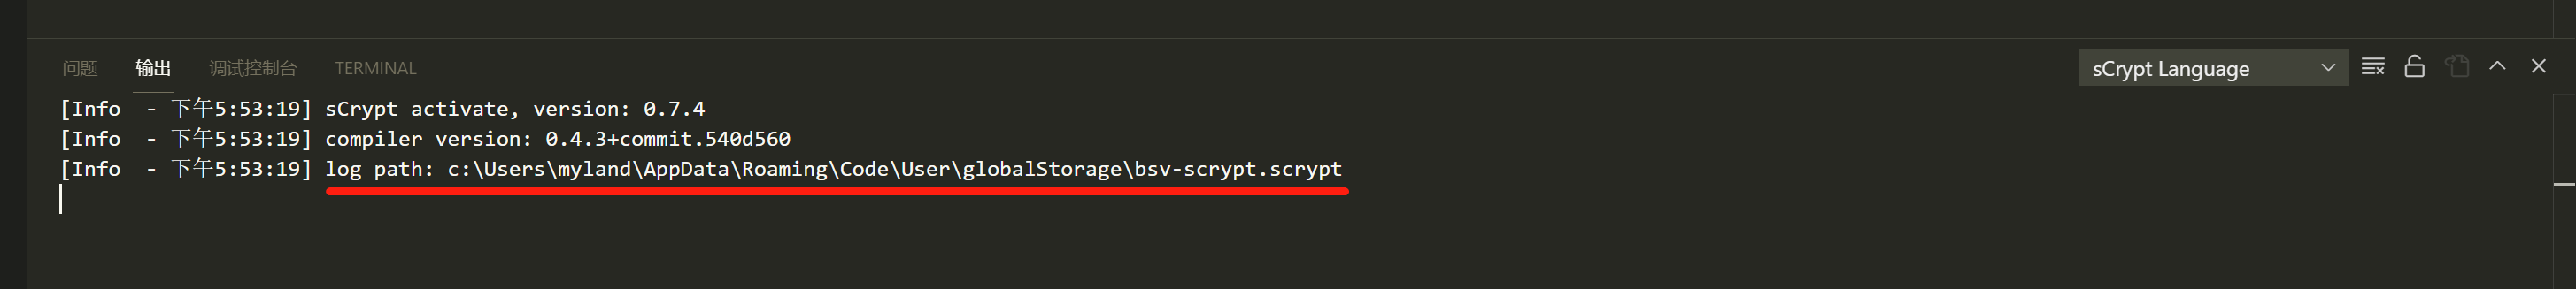 问题 输出 调试控制台 TERMINAL sCrypt Language
[Info  - 下午5:53:19] sCrypt activate, version: 0.7.4
[Info  - 下午5:53:19] compiler version: 0.4.3+commit.540d560
[Info  - 下午5:53:19] log path: c:\Users\myland\AppData\Roaming\Code\User\globalStorage\bsv-scrypt.scrypt